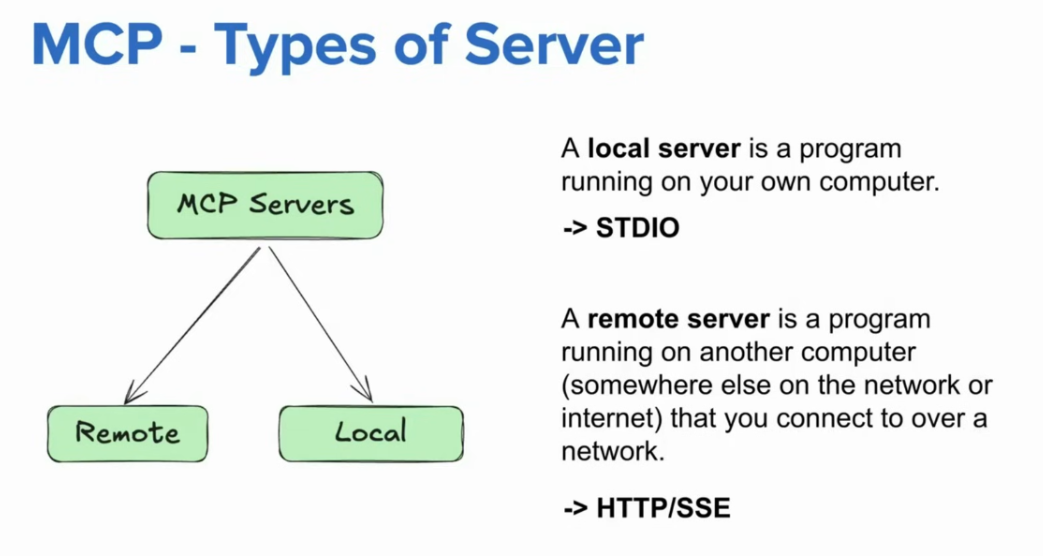 MCP - Types of Server
MCP Servers
Remote
Local
A local server is a program
running on your own computer.
-> STDIO
A remote server is a program
running on another computer
(somewhere else on the network or
internet) that you connect to over a
network.
-> HTTP/SSE